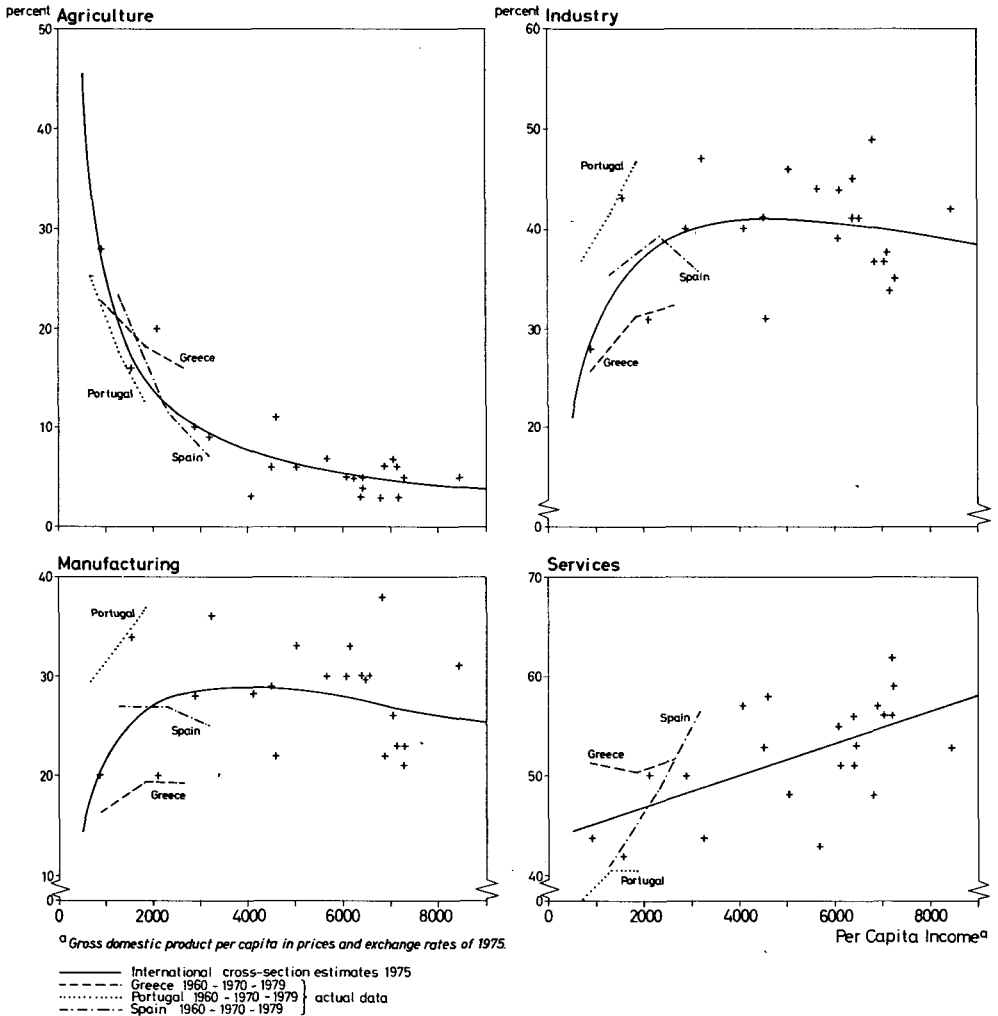 percent Agriculture
50
40
30
20
10
0
Greece
Portugal
Spain
percent Industry
60
50
40
30
20
0
Portugal
Spain
Greece
Manufacturing
40
30
20
10
0
Portugal
Spain
Greece
0 2000 4000 6000 8000
Services
70
60
50
40
0
Spain
Greece
Portugal
0 2000 4000 6000 8000
Per Capita Income a
a Gross domestic product per capita in prices and exchange rates of 1975.
International cross-section estimates 1975
Greece 1960 - 1970 - 1979
Portugal 1960 - 1970 - 1979 } actual data
Spain 1960 - 1970 - 1979